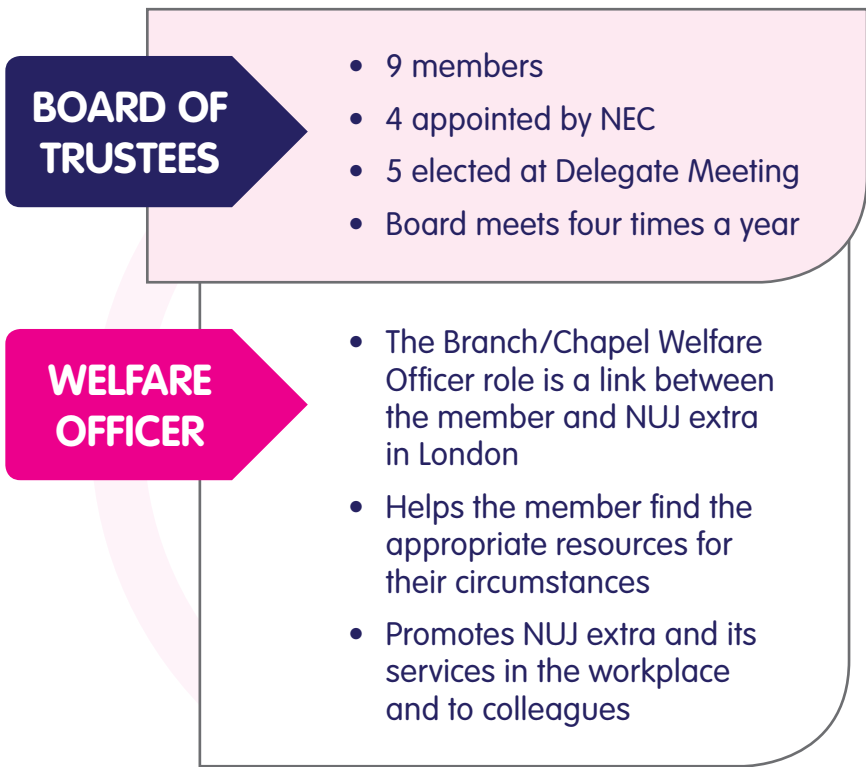 BOARD OF
TRUSTEES
• 9 members
• 4 appointed by NEC
• 5 elected at Delegate Meeting
• Board meets four times a year
WELFARE
OFFICER
• The Branch/Chapel Welfare
Officer role is a link between
the member and NUJ extra
in London
• Helps the member find the
appropriate resources for
their circumstances
• Promotes NUJ extra and its
services in the workplace
and to colleagues